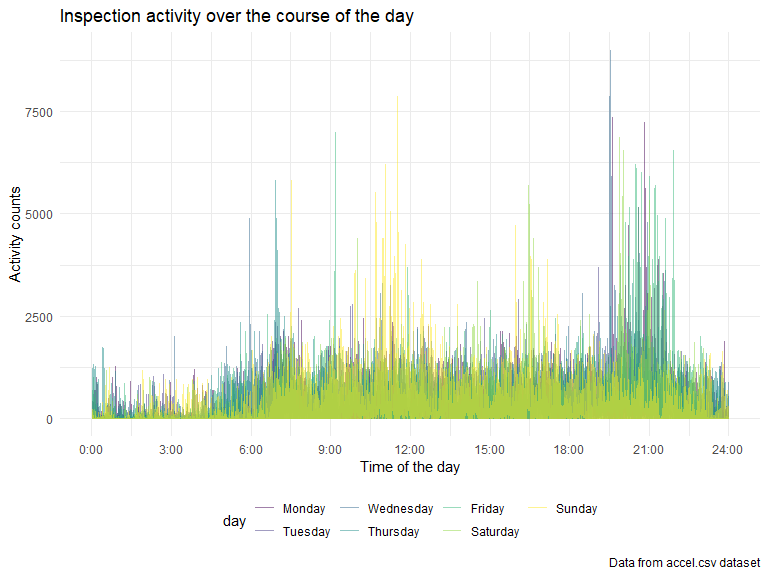 Inspection activity over the course of the day
Activity counts
7500
5000
2500
0
0:00 3:00 6:00 9:00 12:00 15:00 18:00 21:00 24:00
Time of the day
day
Monday Wednesday Friday Sunday
Tuesday Thursday Saturday
Data from accel.csv dataset